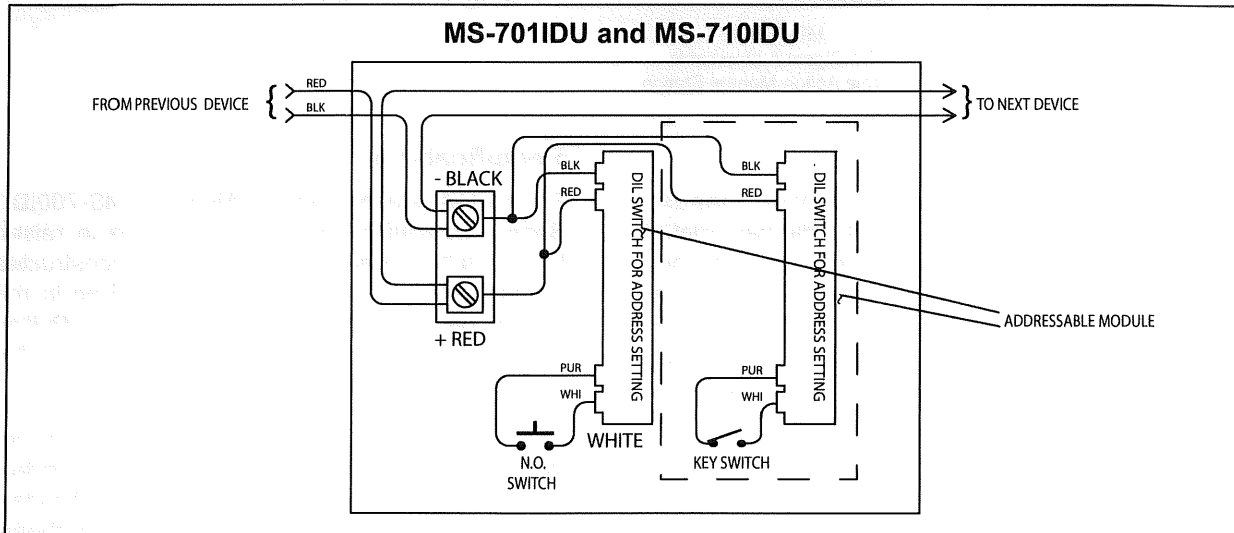 MS-701IDU and MS-710IDU
FROM PREVIOUS DEVICE
RED
BLK
TO NEXT DEVICE
- BLACK
+ RED
BLK
RED
DIL SWITCH FOR ADDRESS SETTING
PUR
WHI
WHITE
N.O.
SWITCH
BLK
RED
DIL SWITCH FOR ADDRESS SETTING
PUR
WHI
KEY SWITCH
ADDRESSABLE MODULE
MS-700ID